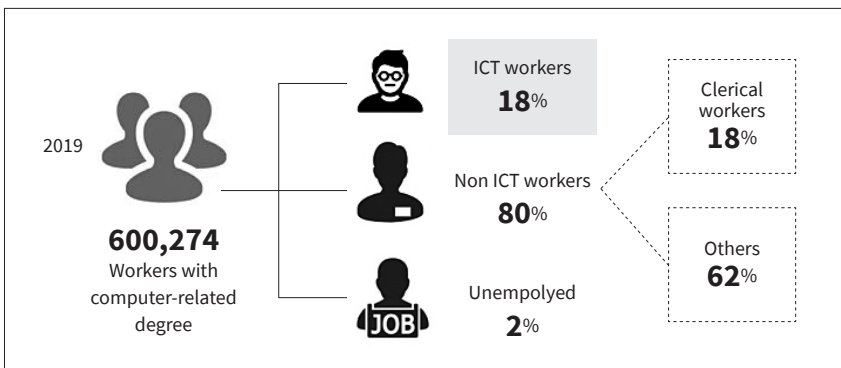 2019
600,274
Workers with
computer-related
degree
ICT workers
18%
Non ICT workers
80%
JOB
Unempolyed
2%
Clerical
workers
18%
Others
62%